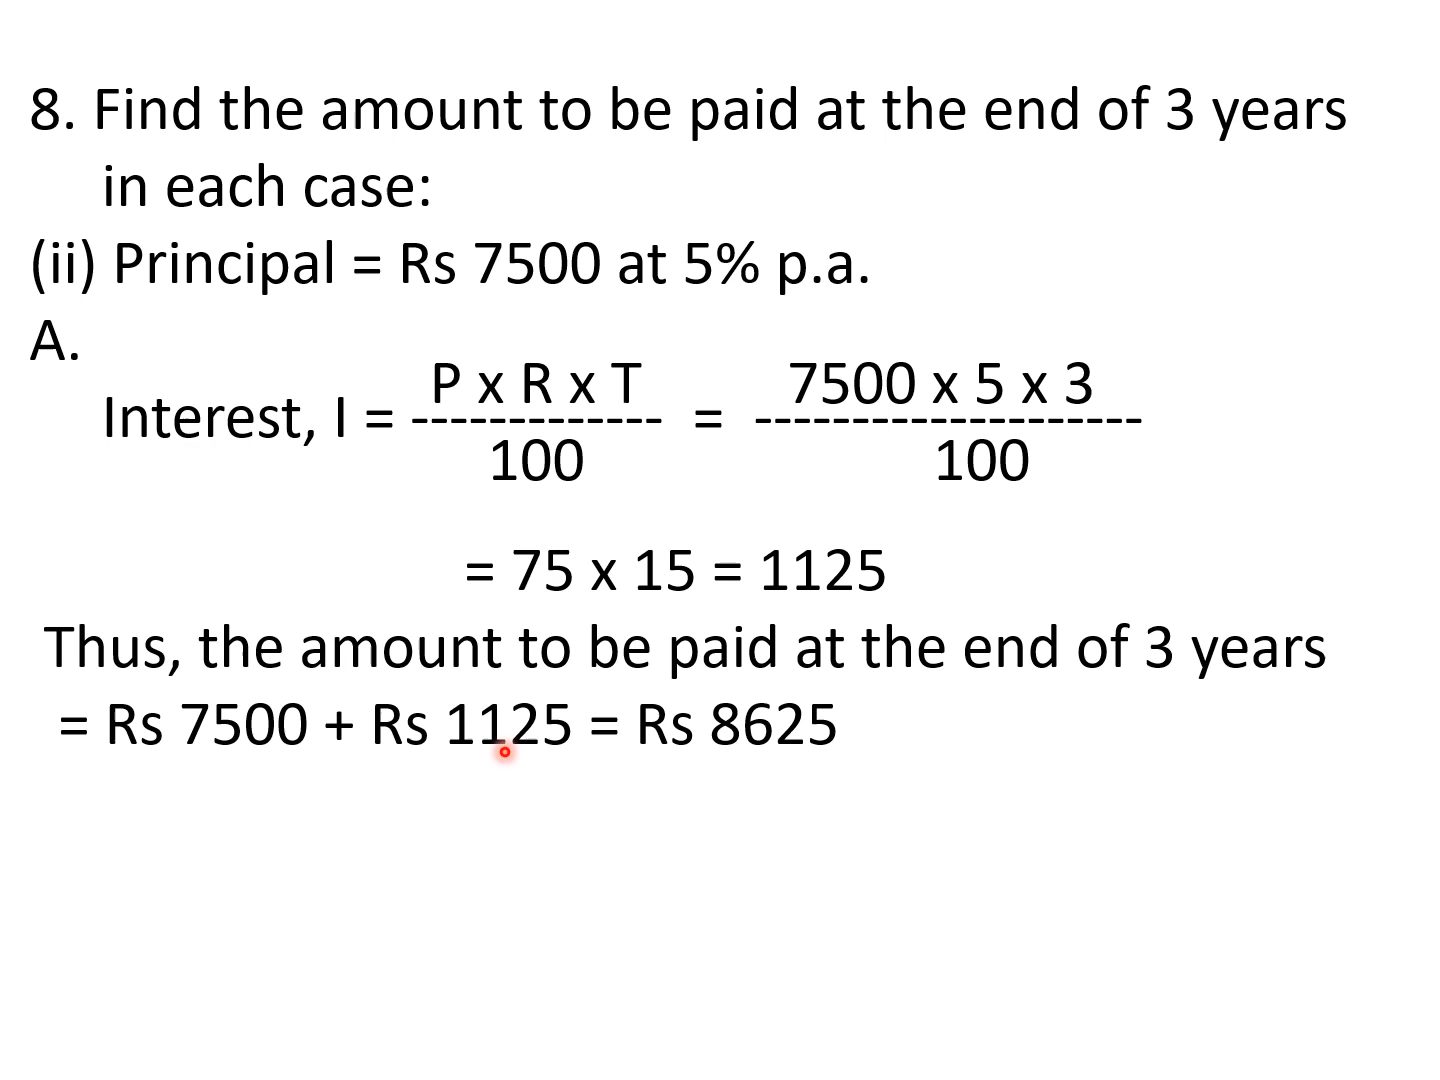 8. Find the amount to be paid at the end of 3 years
in each case:
(ii) Principal = Rs 7500 at 5% p.a.
A.
P x R x T 7500 x 5 x 3
Interest, I = ------------- = --------------------
100 100
= 75 x 15 = 1125
Thus, the amount to be paid at the end of 3 years
= Rs 7500 + Rs 1125 = Rs 8625